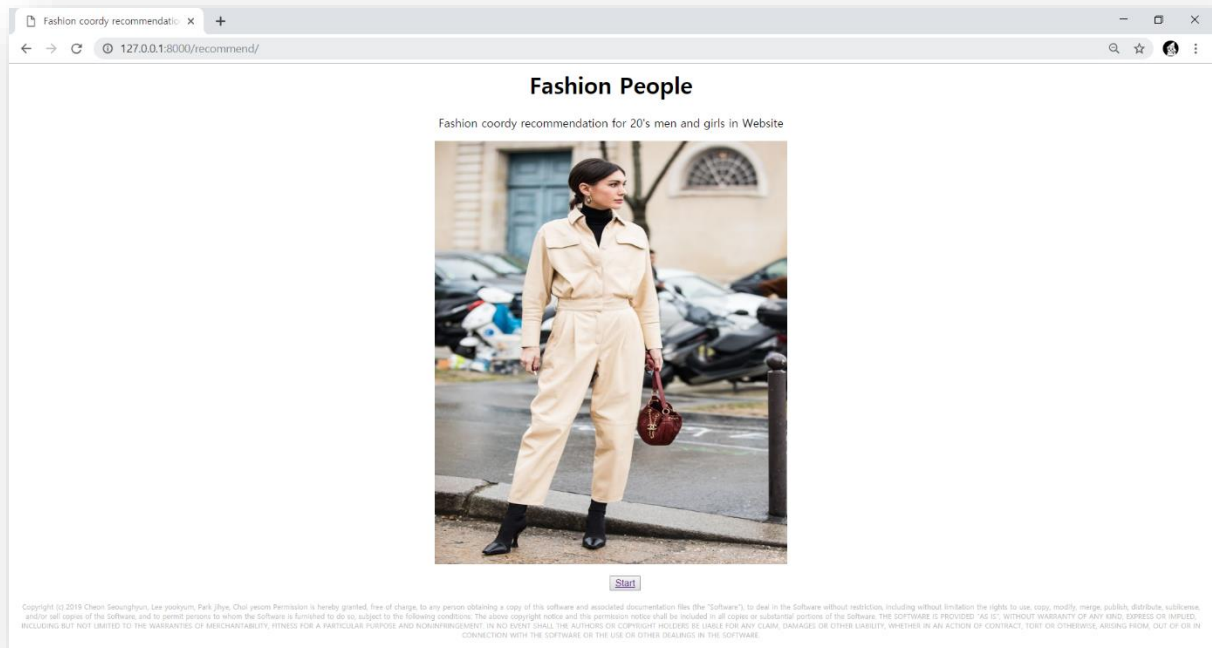 Fashion coordy recommendatio
127.0.0.1:8000/recommend/
Fashion People
Fashion coordy recommendation for 20's men and girls in Website
Start
Copyright (c) 2019 Cheon Seounghyun, Lee yookyum, Park Jihye, Choi yesom Permission is hereby granted, free of charge, to any person obtaining a copy of this software and associated documentation files (the "Software"), to deal in the Software without restriction, including without limitation the rights to use, copy, modify, merge, publish, distribute, sublicense,
and/or sell copies of the Software, and to permit persons to whom the Software is furnished to do so, subject to the following conditions: The above copyright notice and this permission notice shall be included in all copies or substantial portions of the Software. THE SOFTWARE IS PROVIDED "AS IS", WITHOUT WARRANTY OF ANY KIND, EXPRESS OR IMPLIED,
INCLUDING BUT NOT LIMITED TO THE WARRANTIES OF MERCHANTABILITY, FITNESS FOR A PARTICULAR PURPOSE AND NONINFRINGEMENT. IN NO EVENT SHALL THE AUTHORS OR COPYRIGHT HOLDERS BE LIABLE FOR ANY CLAIM, DAMAGES OR OTHER LIABILITY, WHETHER IN AN ACTION OF CONTRACT, TORT OR OTHERWISE, ARISING FROM, OUT OF OR IN
CONNECTION WITH THE SOFTWARE OR THE USE OR OTHER DEALINGS IN THE SOFTWARE.